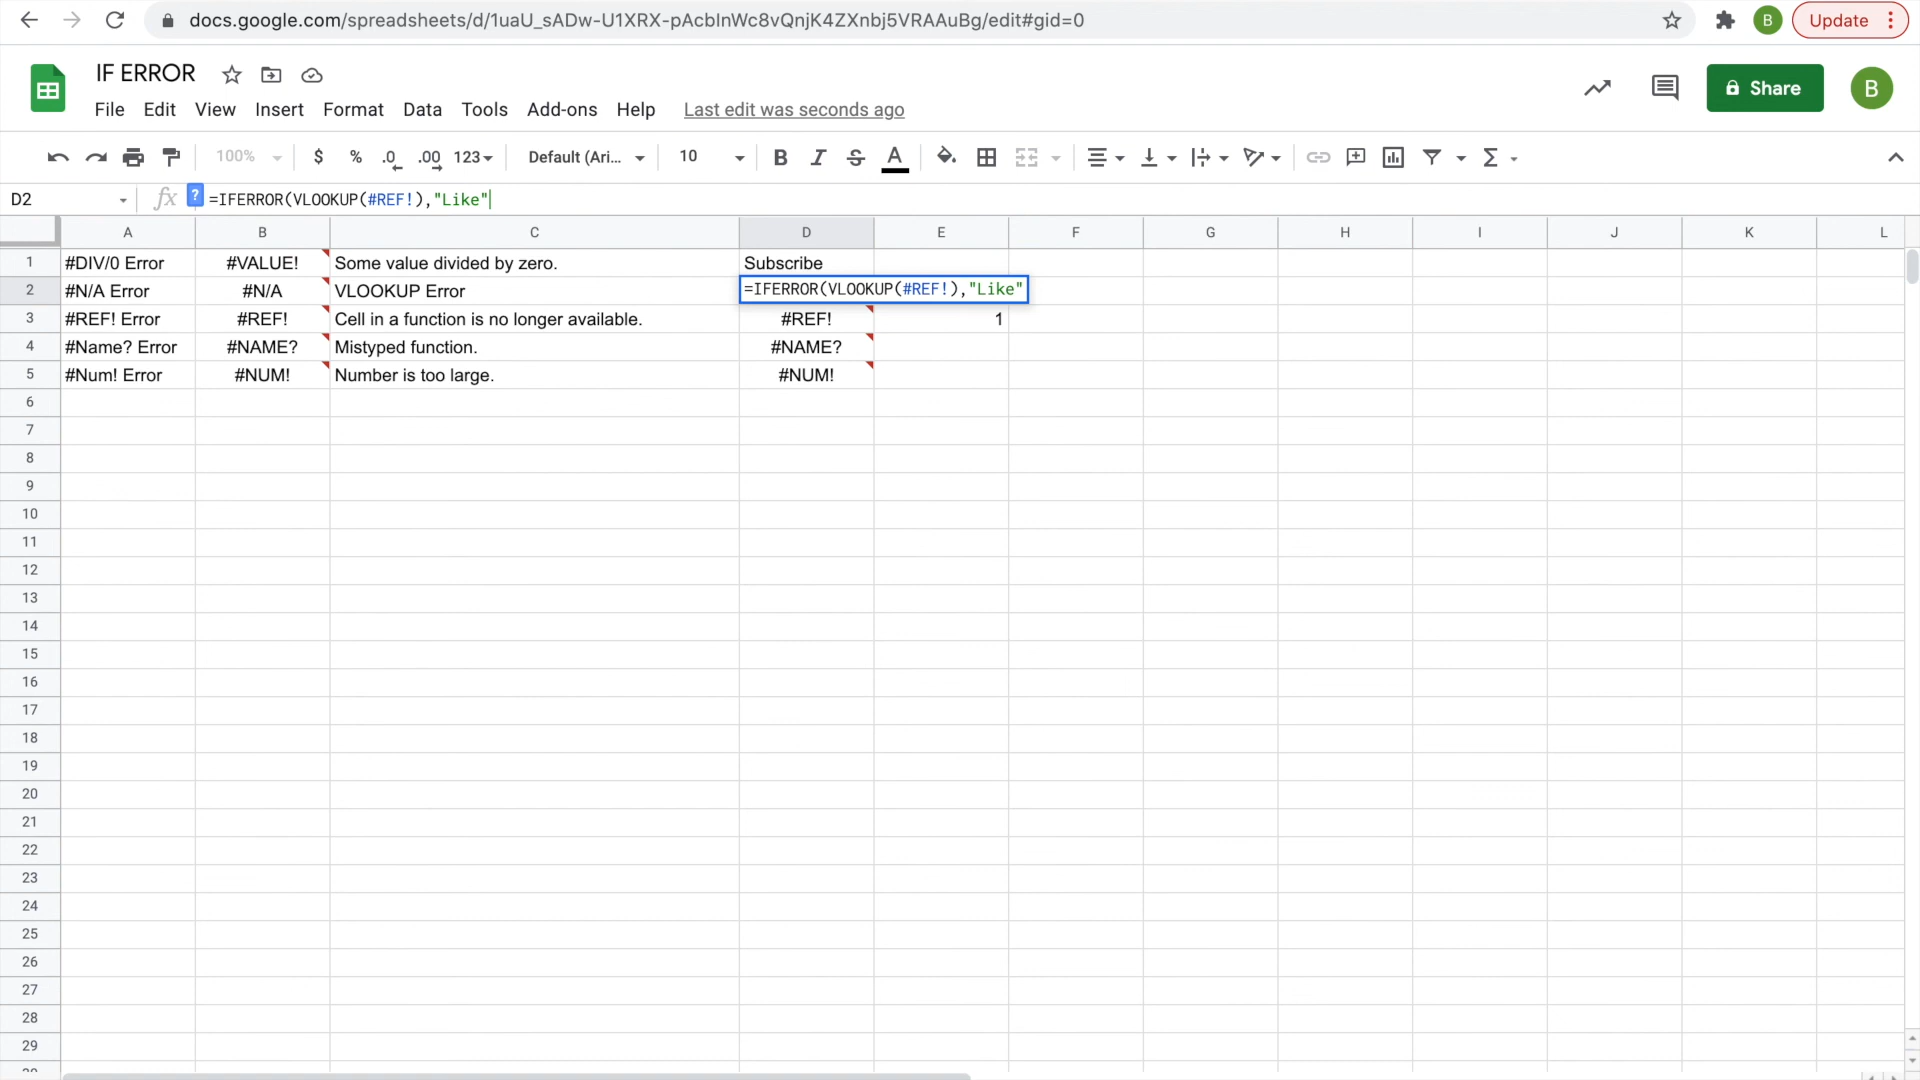 docs.google.com/spreadsheets/d/1uaU_sADw-U1XRX-pAcbInWc8vQnjK4ZXnbj5VRAAuBg/edit#gid=0 B Update
IF ERROR
File Edit View Insert Format Data Tools Add-ons Help Last edit was seconds ago Share B
100% $ % .0 .00 123 Default (Ari... 10 B I S A Σ
D2 fx ? =IFERROR(VLOOKUP(#REF!),"Like"
A B C D E F G H I J K L
1 #DIV/0 Error #VALUE! Some value divided by zero. Subscribe
2 #N/A Error #N/A VLOOKUP Error =IFERROR(VLOOKUP(#REF!),"Like"
3 #REF! Error #REF! Cell in a function is no longer available. #REF! 1
4 #Name? Error #NAME? Mistyped function. #NAME?
5 #Num! Error #NUM! Number is too large. #NUM!
6
7
8
9
10
11
12
13
14
15
16
17
18
19
20
21
22
23
24
25
26
27
28
29